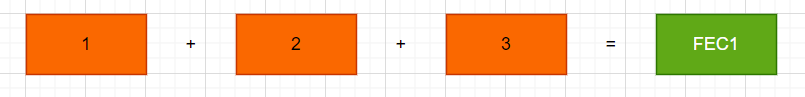 1 + 2 + 3 = FEC1